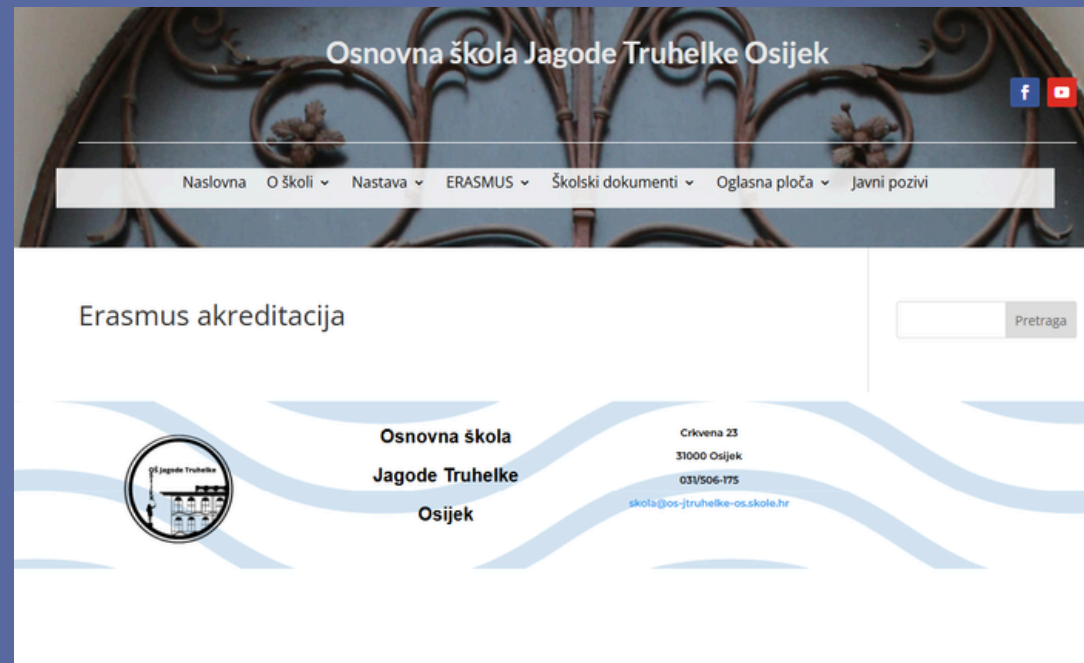 Osnovna škola Jagode Truhelke Osijek
Naslovna O školi Nastava ERASMUS Školski dokumenti Oglasna ploča Javni pozivi
Erasmus akreditacija
Pretraga
OŠ Jagode Truhelke
Osnovna škola
Jagode Truhelke
Osijek
Crkvena 23
31000 Osijek
031/506-175
skola@os-jtruhelke-os.skole.hr